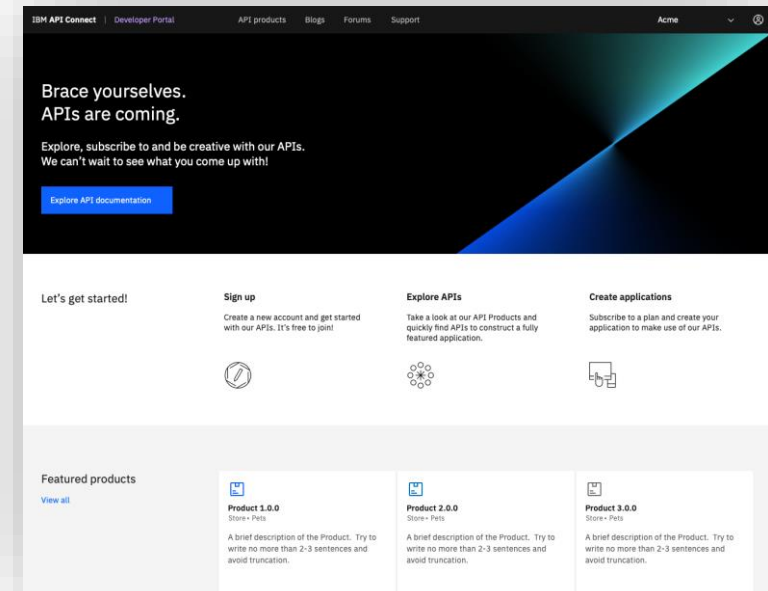 IBM API Connect | Developer Portal API products Blogs Forums Support Acme
Brace yourselves.
APIs are coming.
Explore, subscribe to and be creative with our APIs.
We can't wait to see what you come up with!
Explore API documentation
Let's get started!
Sign up
Create a new account and get started
with our APIs. It's free to join!
Explore APIs
Take a look at our API Products and
quickly find APIs to construct a fully
featured application.
Create applications
Subscribe to a plan and create your
application to make use of our APIs.
Featured products
View all
Product 1.0.0
Store • Pets
A brief description of the Product. Try to
write no more than 2-3 sentences and
avoid truncation.
Product 2.0.0
Store • Pets
A brief description of the Product. Try to
write no more than 2-3 sentences and
avoid truncation.
Product 3.0.0
Store • Pets
A brief description of the Product. Try to
write no more than 2-3 sentences and
avoid truncation.